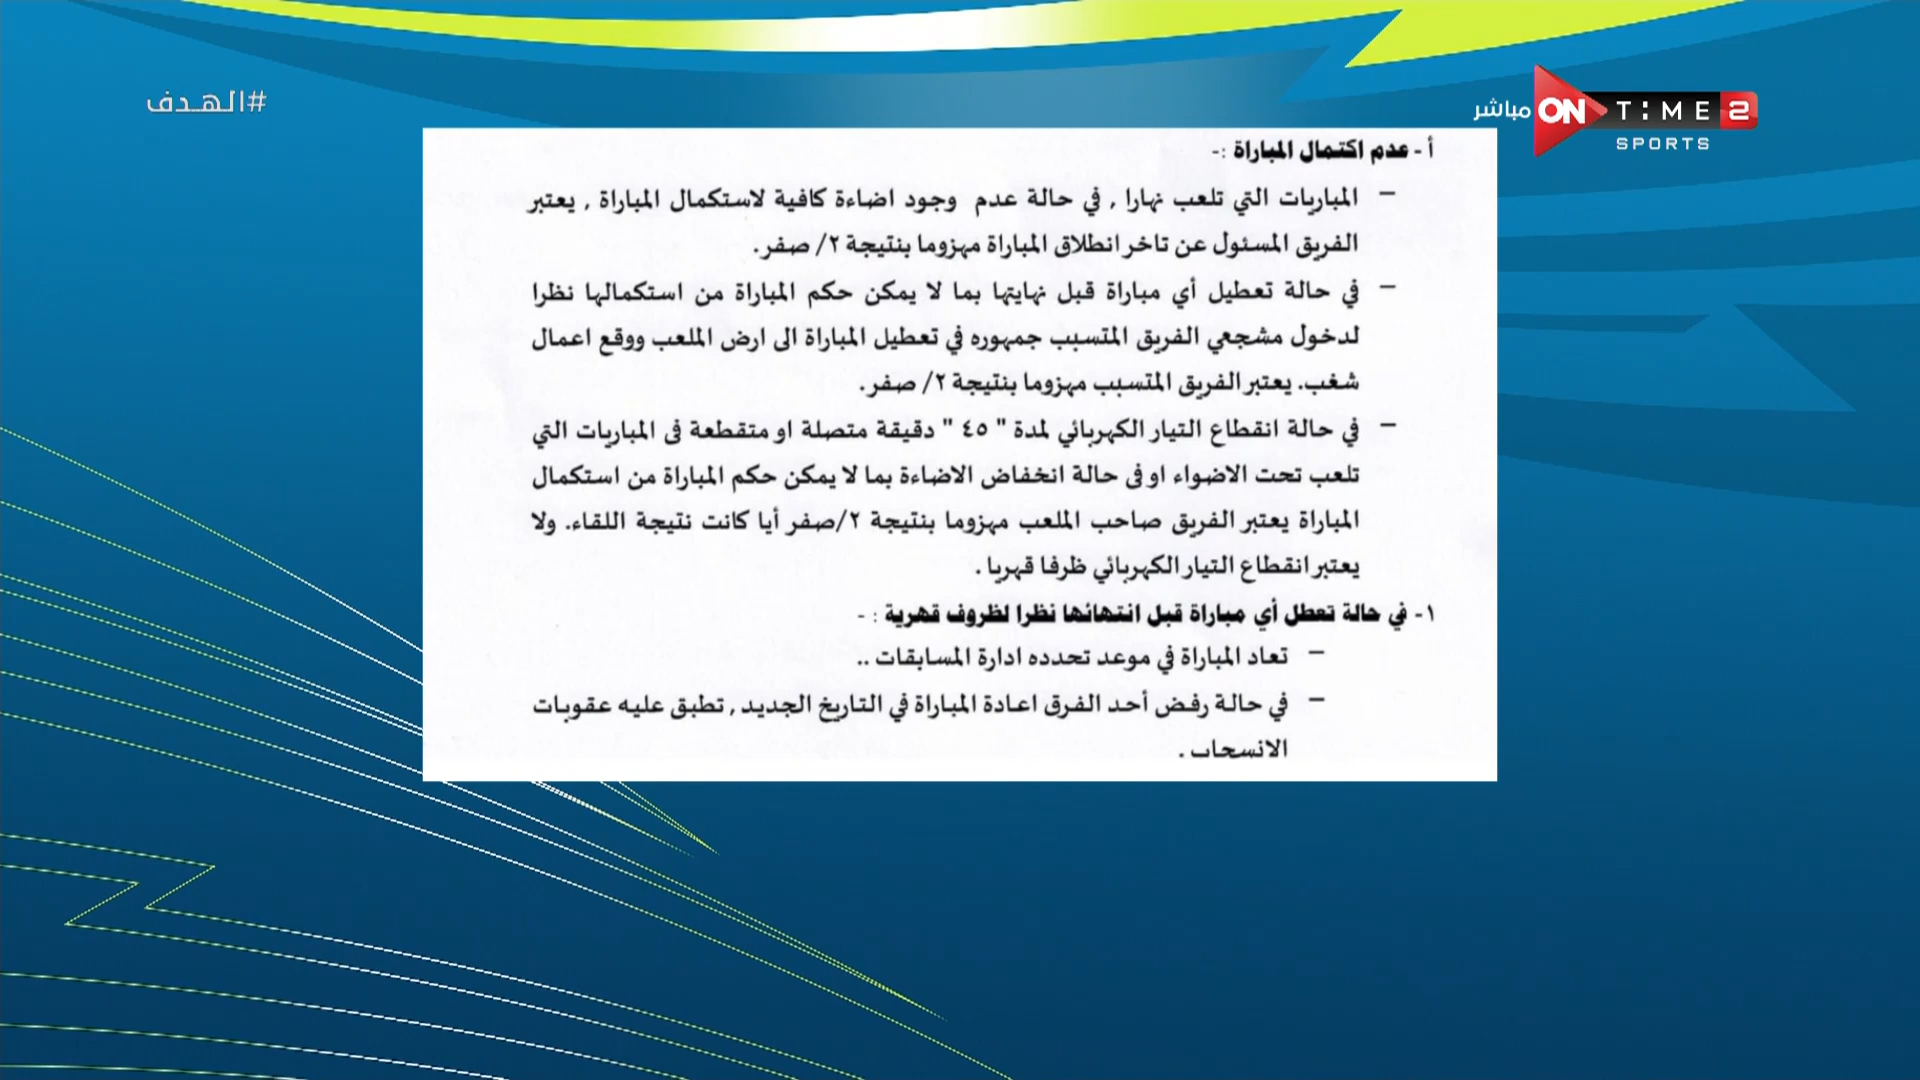 #الهدف
مباشر ON TIME 2
SPORTS
أ - عدم اكتمال المباراة :-
– المباريات التي تلعب نهارا , في حالة عدم وجود اضاءة كافية لاستكمال المباراة , يعتبر
الفريق المسئول عن تاخر انطلاق المباراة مهزوما بنتيجة ٢/ صفر.
– في حالة تعطيل أي مباراة قبل نهايتها بما لا يمكن حكم المباراة من استكمالها نظرا
لدخول مشجعي الفريق المتسبب جمهوره في تعطيل المباراة الى ارض الملعب ووقع اعمال
شغب. يعتبر الفريق المتسبب مهزوما بنتيجة ٢/ صفر.
– في حالة انقطاع التيار الكهربائي لمدة " ٤٥ " دقيقة متصلة او متقطعة فى المباريات التي
تلعب تحت الاضواء او فى حالة انخفاض الاضاءة بما لا يمكن حكم المباراة من استكمال
المباراة يعتبر الفريق صاحب الملعب مهزوما بنتيجة ٢/صفر أيا كانت نتيجة اللقاء. ولا
يعتبر انقطاع التيار الكهربائي ظرفا قهريا .
١- في حالة تعطل أي مباراة قبل انتهائها نظرا لظروف قهرية : -
– تعاد المباراة في موعد تحدده ادارة المسابقات ..
– في حالة رفض أحد الفرق اعادة المباراة في التاريخ الجديد , تطبق عليه عقوبات
الانسحاب .